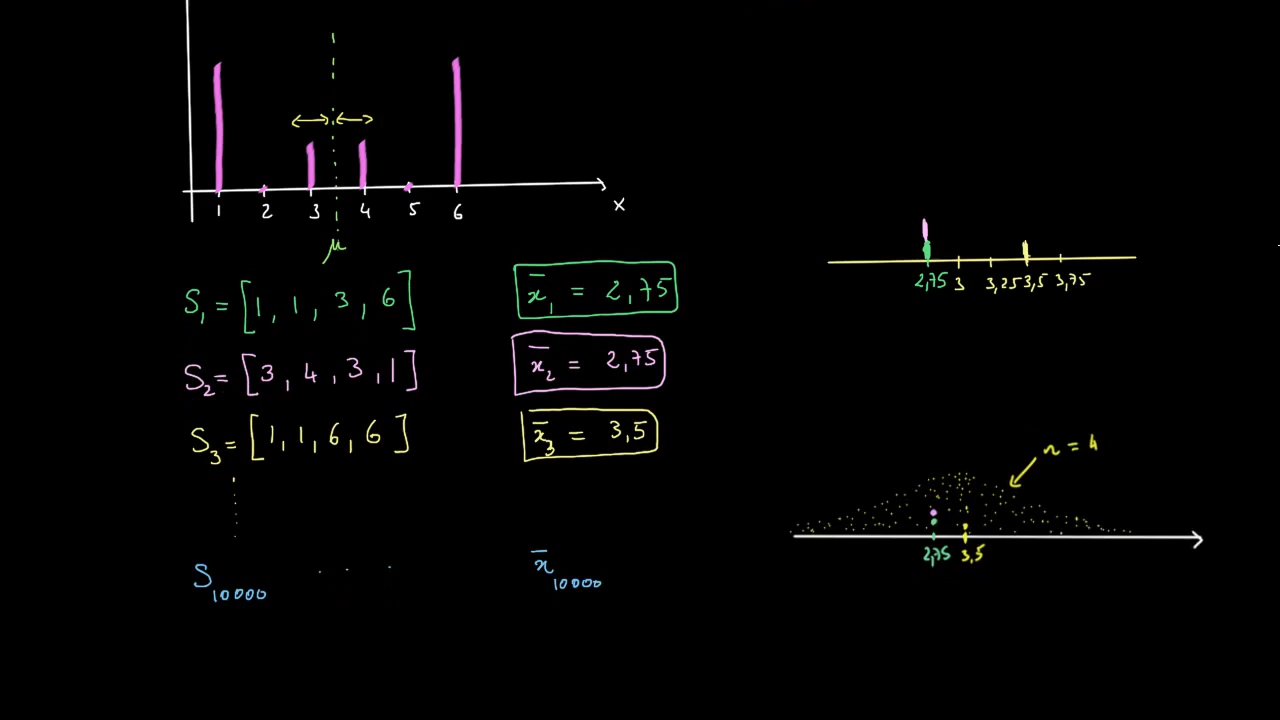 1 2 3 4 5 6 x
μ
S₁ = [1, 1, 3, 6]
x̄₁ = 2,75
S₂ = [3, 4, 3, 1]
x̄₂ = 2,75
S₃ = [1, 1, 6, 6]
x̄₃ = 3,5
S₁₀₀₀₀ . . .
x̄₁₀₀₀₀
2,75 3 3,25 3,5 3,75
n = 4
2,75 3,5